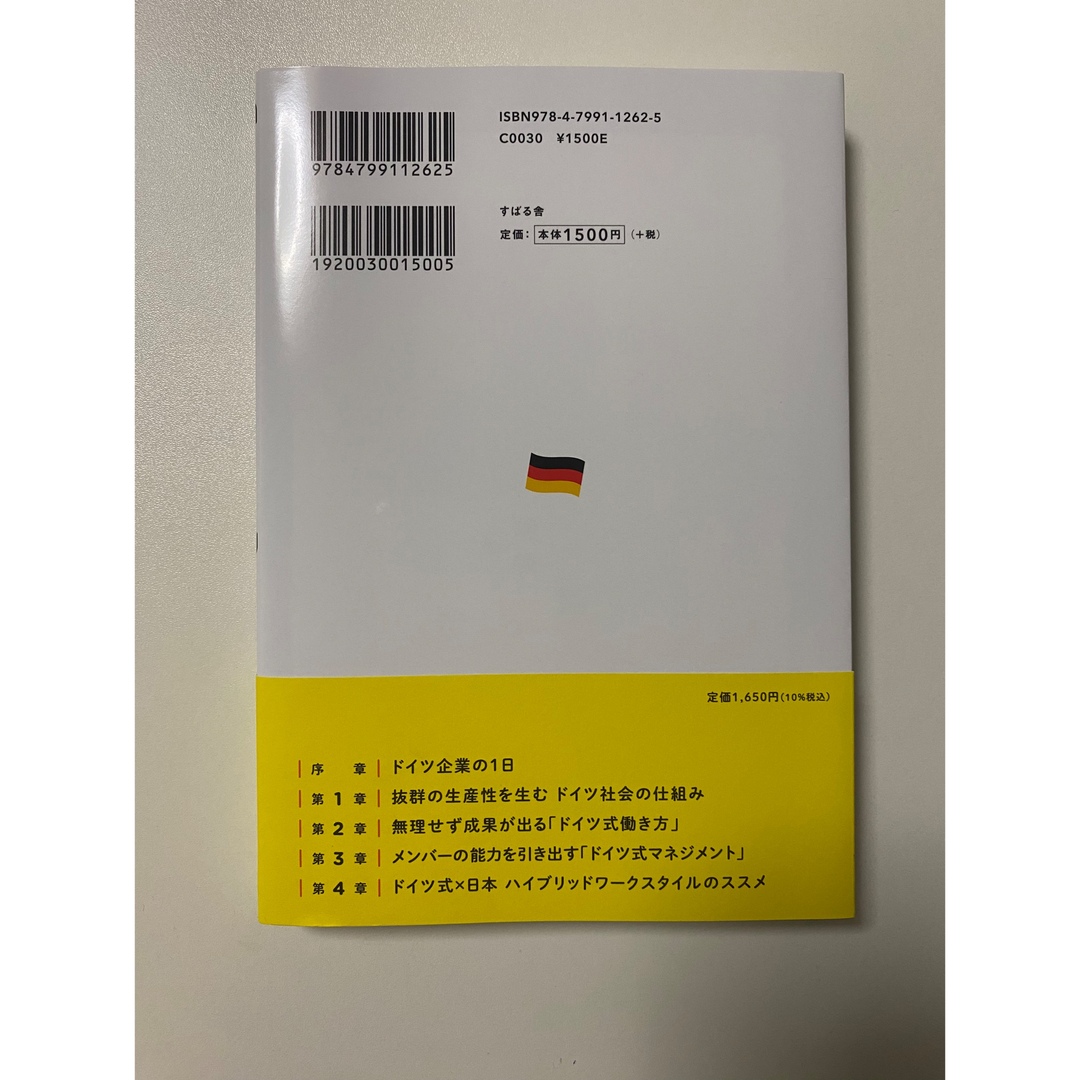 9784799112625
ISBN978-4-7991-1262-5
C0030 ¥1500E
1920030015005
すばる舎
定価： 本体1500円 （＋税）
定価1,650円（10%税込）
序 章 ドイツ企業の1日
第1章 抜群の生産性を生む ドイツ社会の仕組み
第2章 無理せず成果が出る「ドイツ式働き方」
第3章 メンバーの能力を引き出す「ドイツ式マネジメント」
第4章 ドイツ式×日本 ハイブリッドワークスタイルのススメ